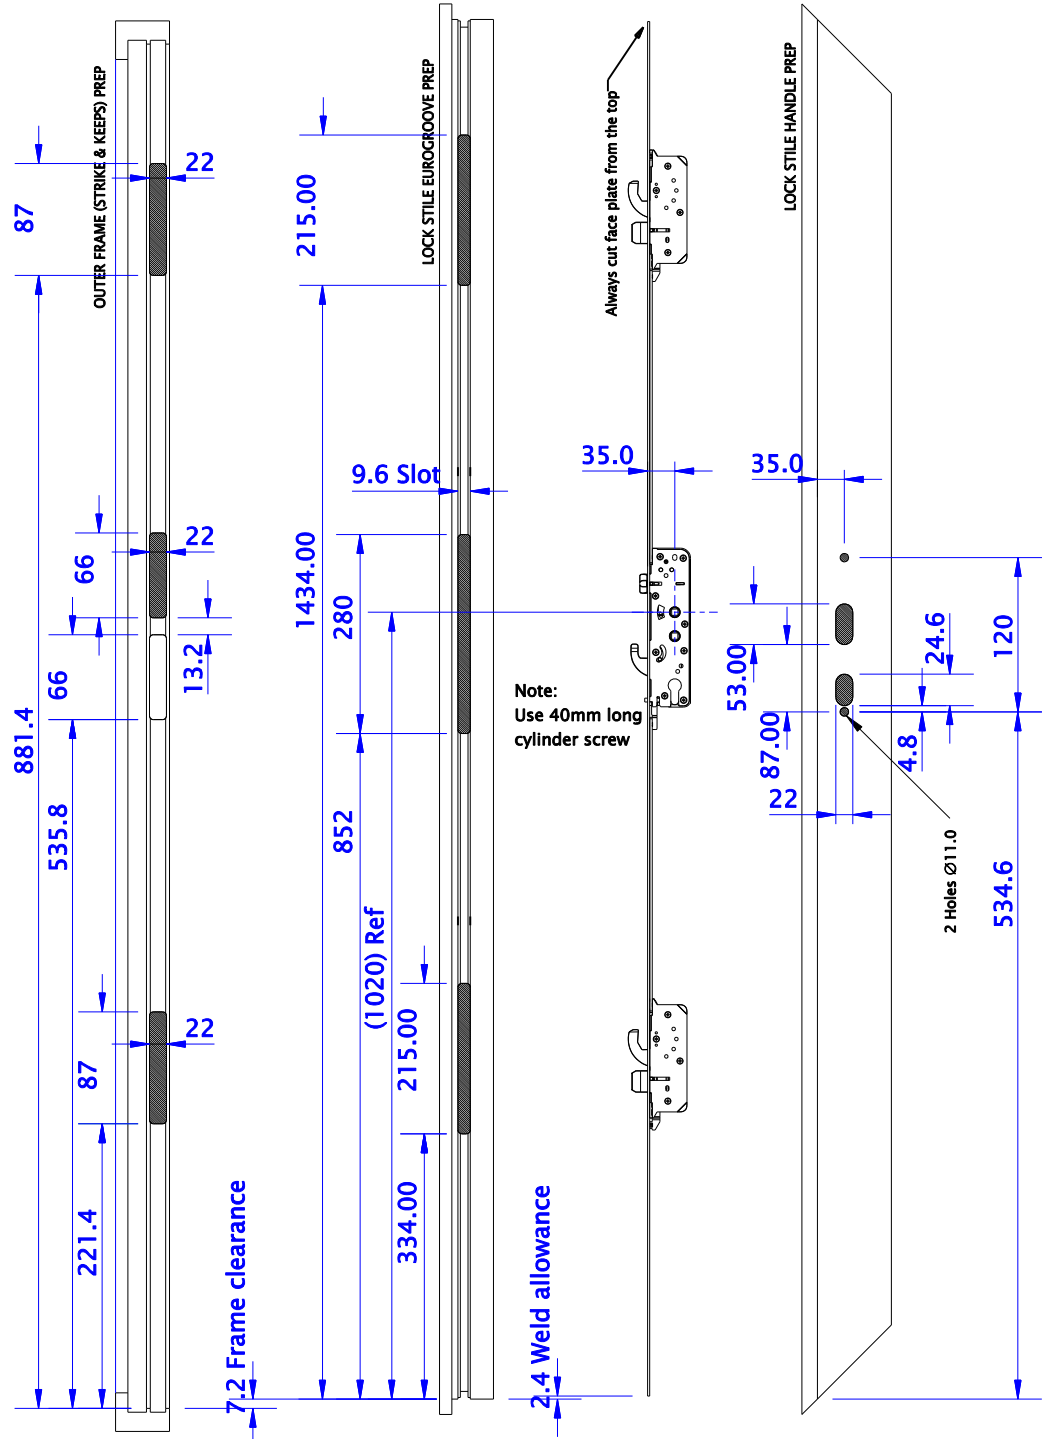 OUTER FRAME (STRIKE & KEEPS) PREP
87
22
881.4
66
22
13.2
66
535.8
87
22
221.4
7.2 Frame clearance
LOCK STILE EUROGROOVE PREP
215.00
9.6 Slot
1434.00
280
852
(1020) Ref
215.00
334.00
2.4 Weld allowance
Always cut face plate from the top
35.0
Note:
Use 40mm long
cylinder screw
LOCK STILE HANDLE PREP
35.0
53.00
87.00
22
24.6
4.8
120
534.6
2 Holes Ø11.0